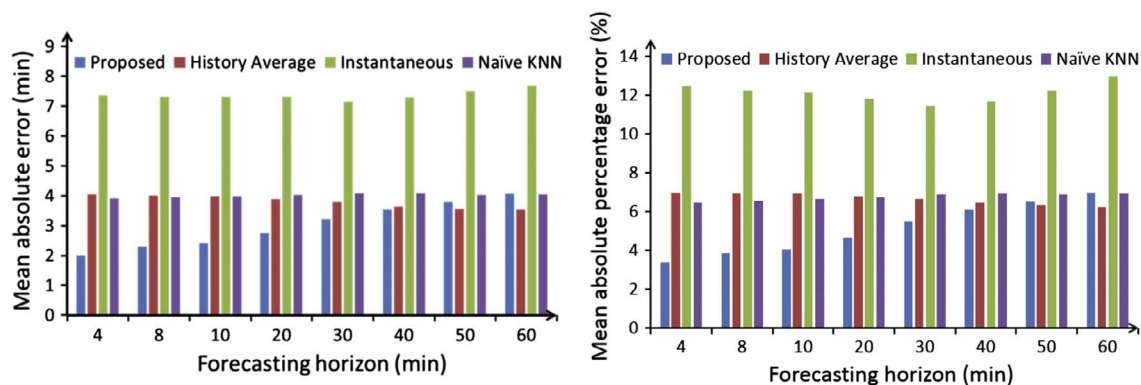 Mean absolute error (min)
9
8
7
6
5
4
3
2
1
0
Proposed History Average Instantaneous Naïve KNN
4 8 10 20 30 40 50 60
Forecasting horizon (min)
Mean absolute percentage error (%)
14
12
10
8
6
4
2
0
Proposed History Average Instantaneous Naïve KNN
4 8 10 20 30 40 50 60
Forecasting horizon (min)